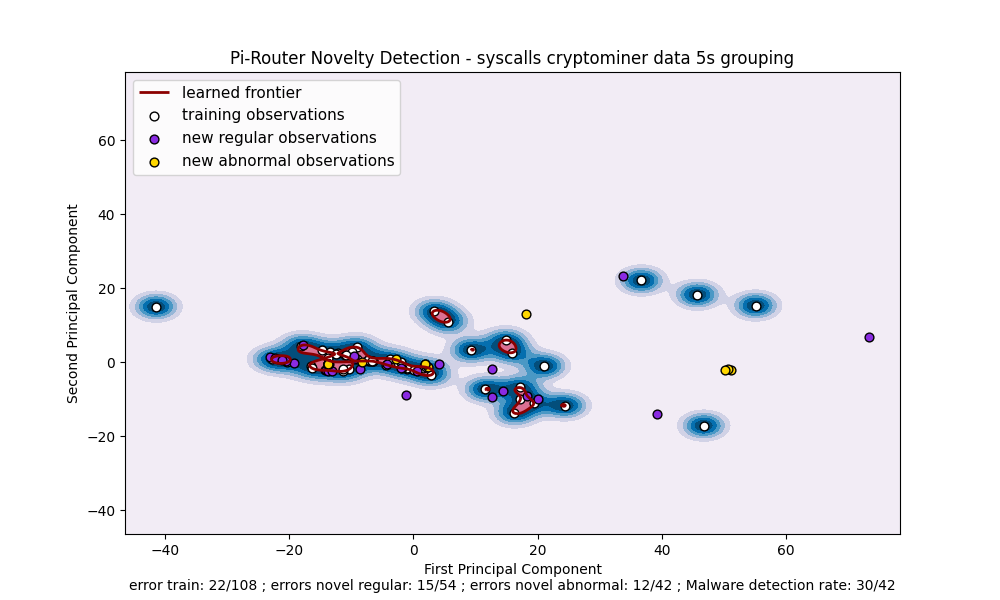 Pi-Router Novelty Detection - syscalls cryptominer data 5s grouping
learned frontier
training observations
new regular observations
new abnormal observations
60
40
20
0
−20
−40
Second Principal Component
−40 −20 0 20 40 60
First Principal Component
error train: 22/108 ; errors novel regular: 15/54 ; errors novel abnormal: 12/42 ; Malware detection rate: 30/42